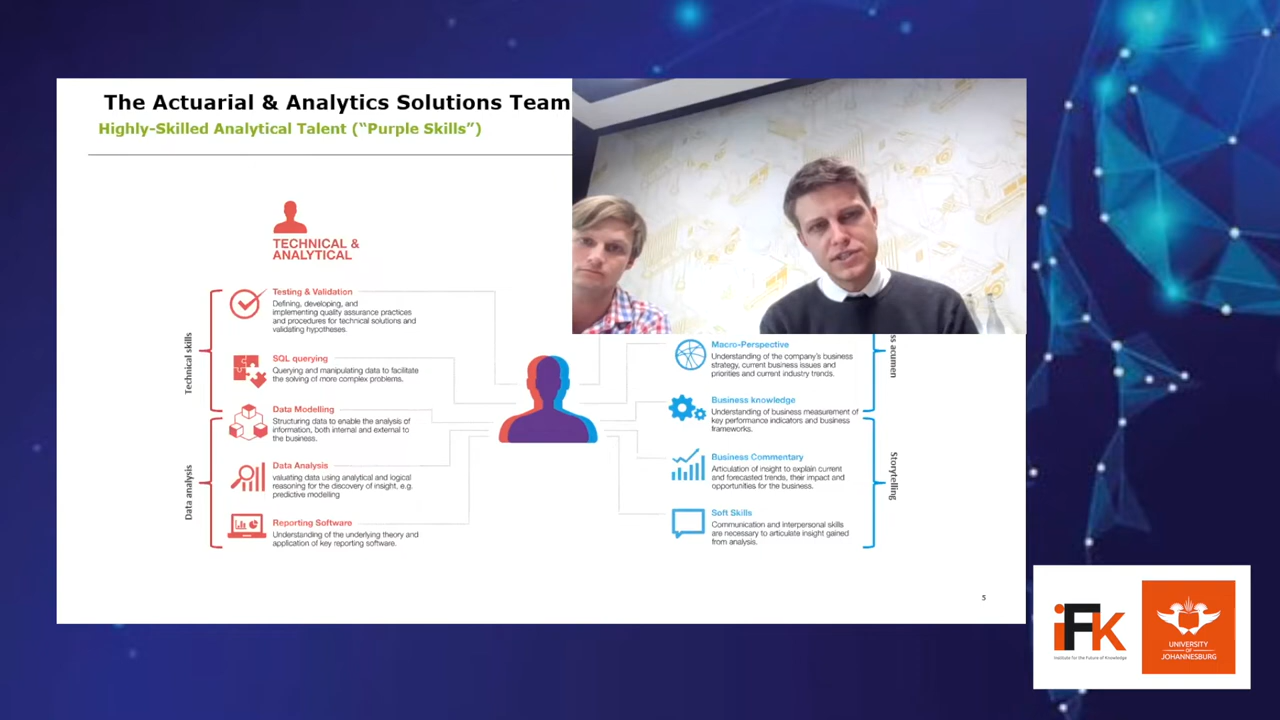 The Actuarial & Analytics Solutions Team
Highly-Skilled Analytical Talent (“Purple Skills”)
TECHNICAL &
ANALYTICAL
Technical skills
Testing & Validation
Defining, developing, and
implementing quality assurance practices
and procedures for technical solutions and
validating hypotheses.
SQL querying
Querying and manipulating data to facilitate
the solving of more complex problems.
Data analysis
Data Modelling
Structuring data to enable the analysis of
information, both internal and external to
the business.
Data Analysis
valuating data using analytical and logical
reasoning for the discovery of insight, e.g.
predictive modelling
Reporting Software
Understanding of the underlying theory and
application of key reporting software.
Macro-Perspective
Understanding of the company's business
strategy, current business issues and
priorities and current industry trends.
acumen
Business knowledge
Understanding of business measurement of
key performance indicators and business
frameworks.
Business Commentary
Articulation of insight to explain current
and forecasted trends, their impact and
opportunities for the business.
Soft Skills
Communication and interpersonal skills
are necessary to articulate insight gained
from analysis.
Storytelling
5
iFK
Institute for the Future of Knowledge
UNIVERSITY
OF
JOHANNESBURG